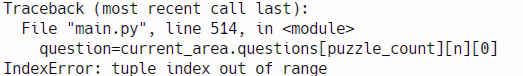 Traceback (most recent call last):
  File "main.py", line 514, in <module>
    question=current_area.questions[puzzle_count][n][0]
IndexError: tuple index out of range